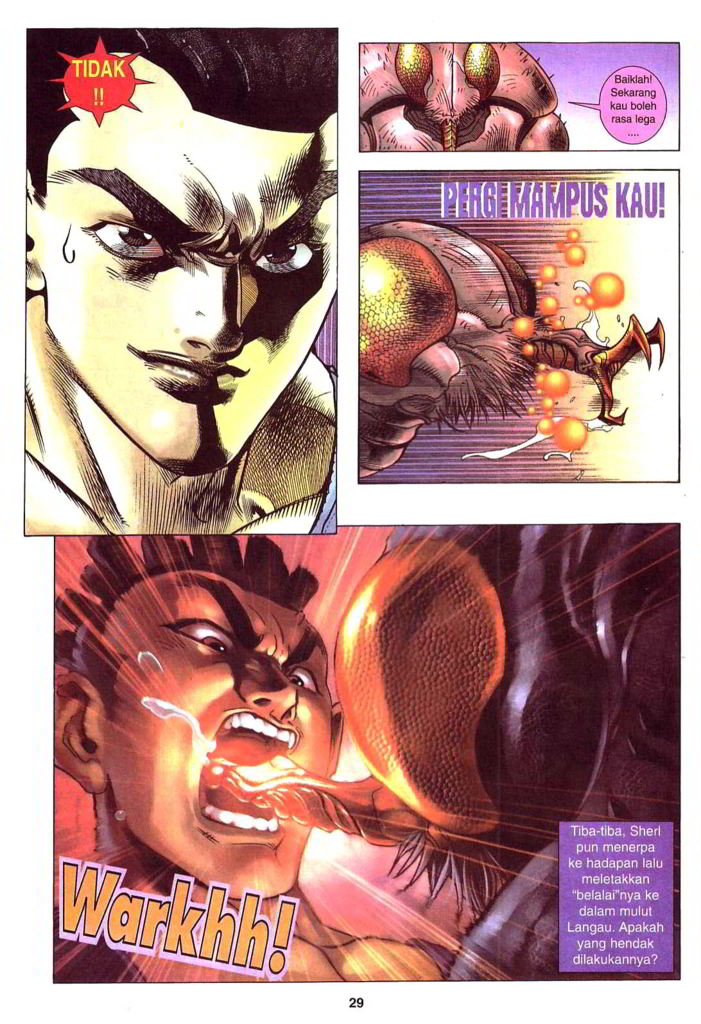 TIDAK
!!
Baiklah!
Sekarang
kau boleh
rasa lega
....
PERGI MAMPUS KAU!
Warkhh!
Tiba-tiba, Sherl
pun menerpa
ke hadapan lalu
meletakkan
“belalai”nya ke
dalam mulut
Langau. Apakah
yang hendak
dilakukannya?
29